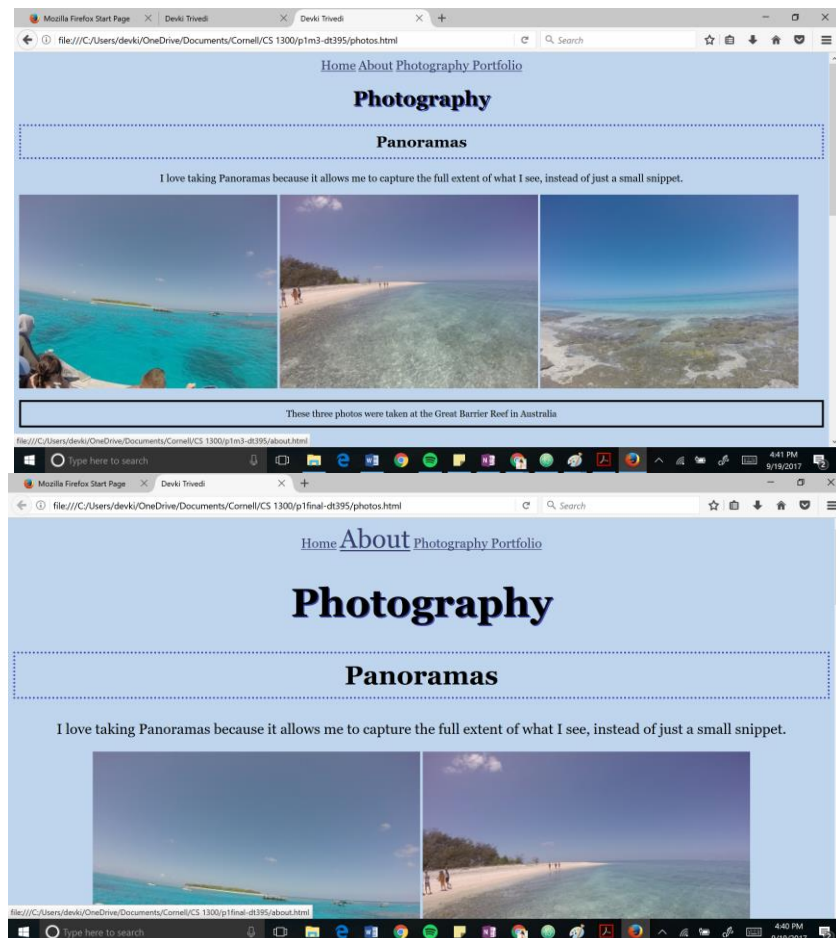 Mozilla Firefox Start Page Devki Trivedi Devki Trivedi
file:///C:/Users/devki/OneDrive/Documents/Cornell/CS 1300/p1m3-dt395/photos.html Search
Home About Photography Portfolio
Photography
Panoramas
I love taking Panoramas because it allows me to capture the full extent of what I see, instead of just a small snippet.
These three photos were taken at the Great Barrier Reef in Australia
file:///C:/Users/devki/OneDrive/Documents/Cornell/CS 1300/p1m3-dt395/about.html
Type here to search 4:41 PM
9/19/2017
Mozilla Firefox Start Page Devki Trivedi
file:///C:/Users/devki/OneDrive/Documents/Cornell/CS 1300/p1final-dt395/photos.html Search
Home About Photography Portfolio
Photography
Panoramas
I love taking Panoramas because it allows me to capture the full extent of what I see, instead of just a small snippet.
file:///C:/Users/devki/OneDrive/Documents/Cornell/CS 1300/p1final-dt395/about.html
Type here to search 4:40 PM
9/19/2017